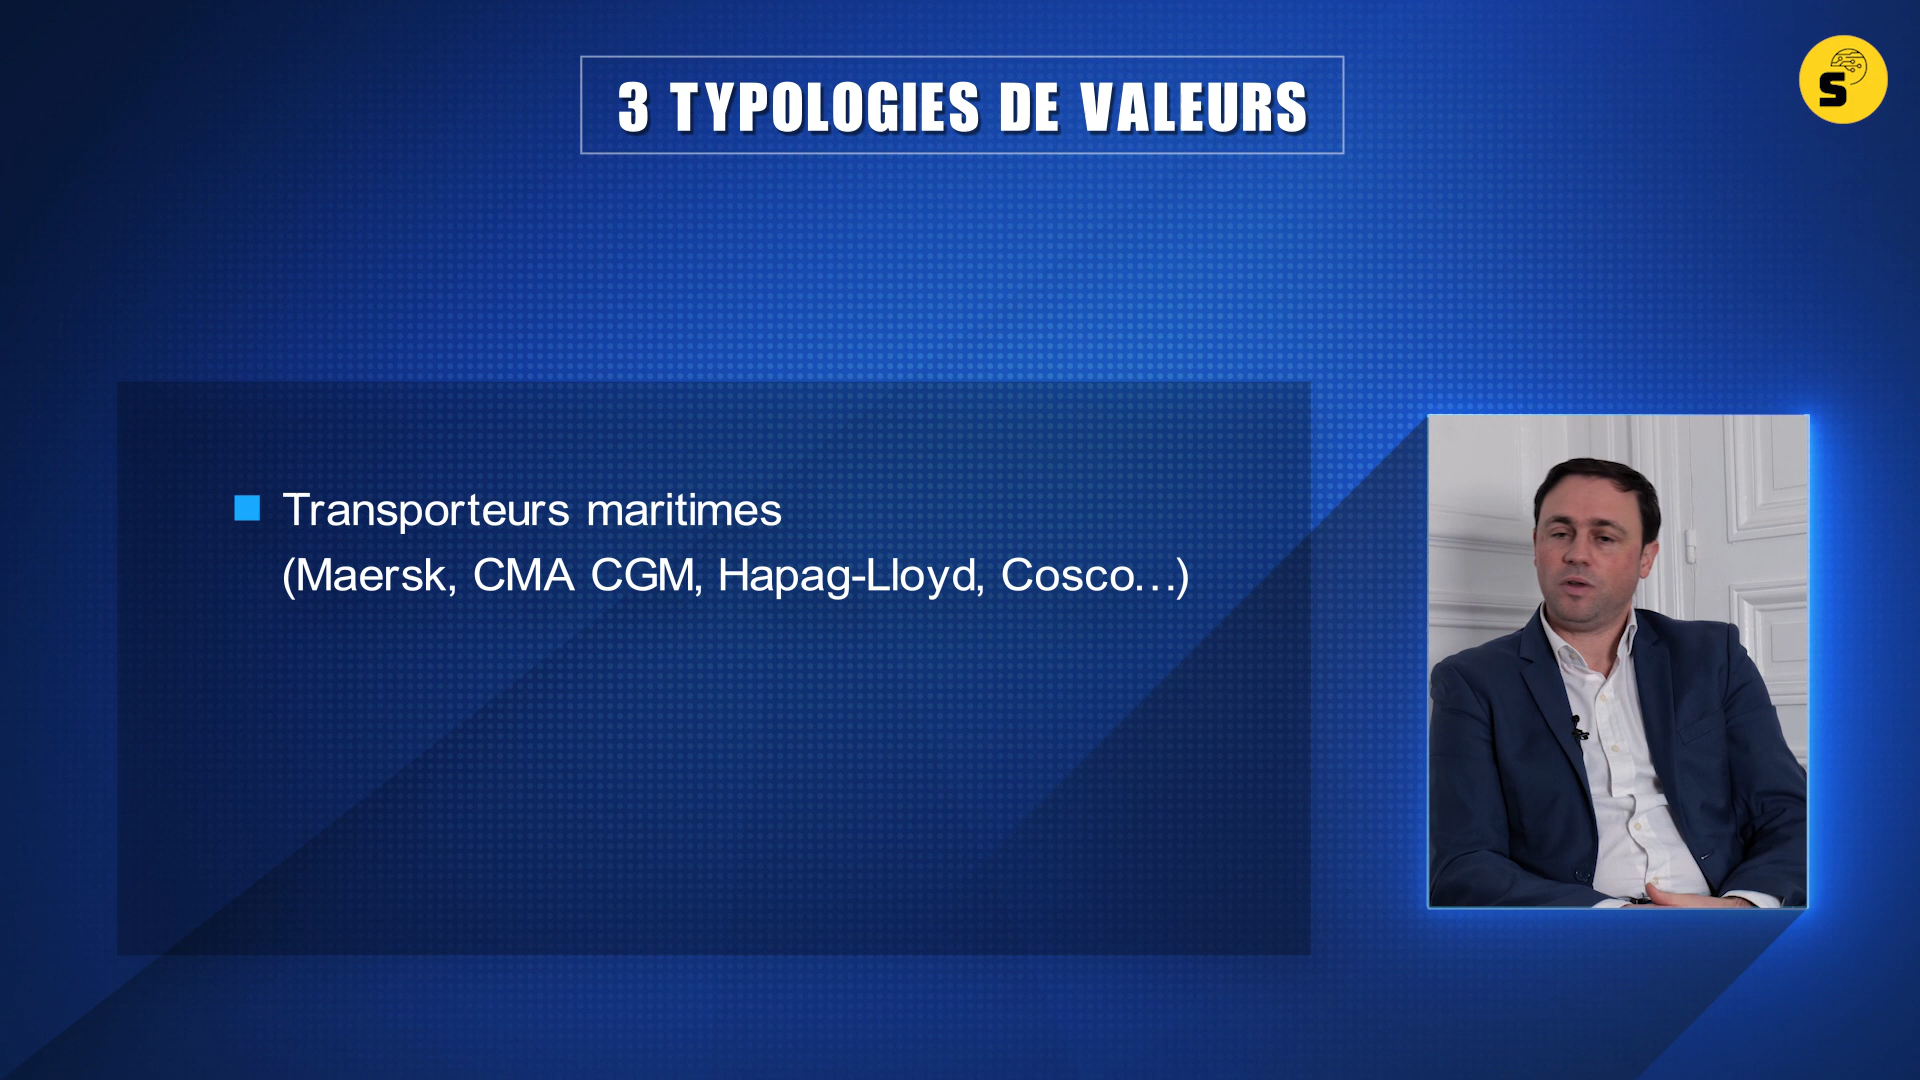 3 TYPOLOGIES DE VALEURS
S
Transporteurs maritimes
(Maersk, CMA CGM, Hapag-Lloyd, Cosco...)